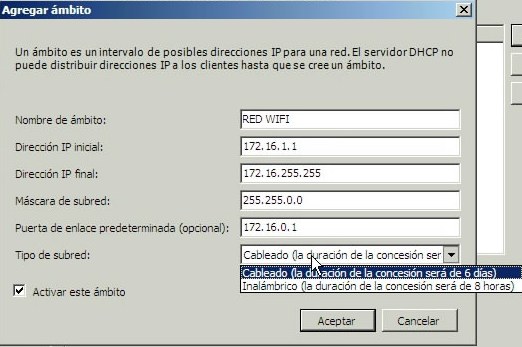 Agregar ámbito
Un ámbito es un intervalo de posibles direcciones IP para una red. El servidor DHCP no
puede distribuir direcciones IP a los clientes hasta que se cree un ámbito.
Nombre de ámbito: RED WIFI
Dirección IP inicial: 172.16.1.1
Dirección IP final: 172.16.255.255
Máscara de subred: 255.255.0.0
Puerta de enlace predeterminada (opcional): 172.16.0.1
Tipo de subred: Cableado (la duración de la concesión ser
Cableado (la duración de la concesión será de 6 días)
Inalámbrico (la duración de la concesión será de 8 horas)
Activar este ámbito
Aceptar Cancelar